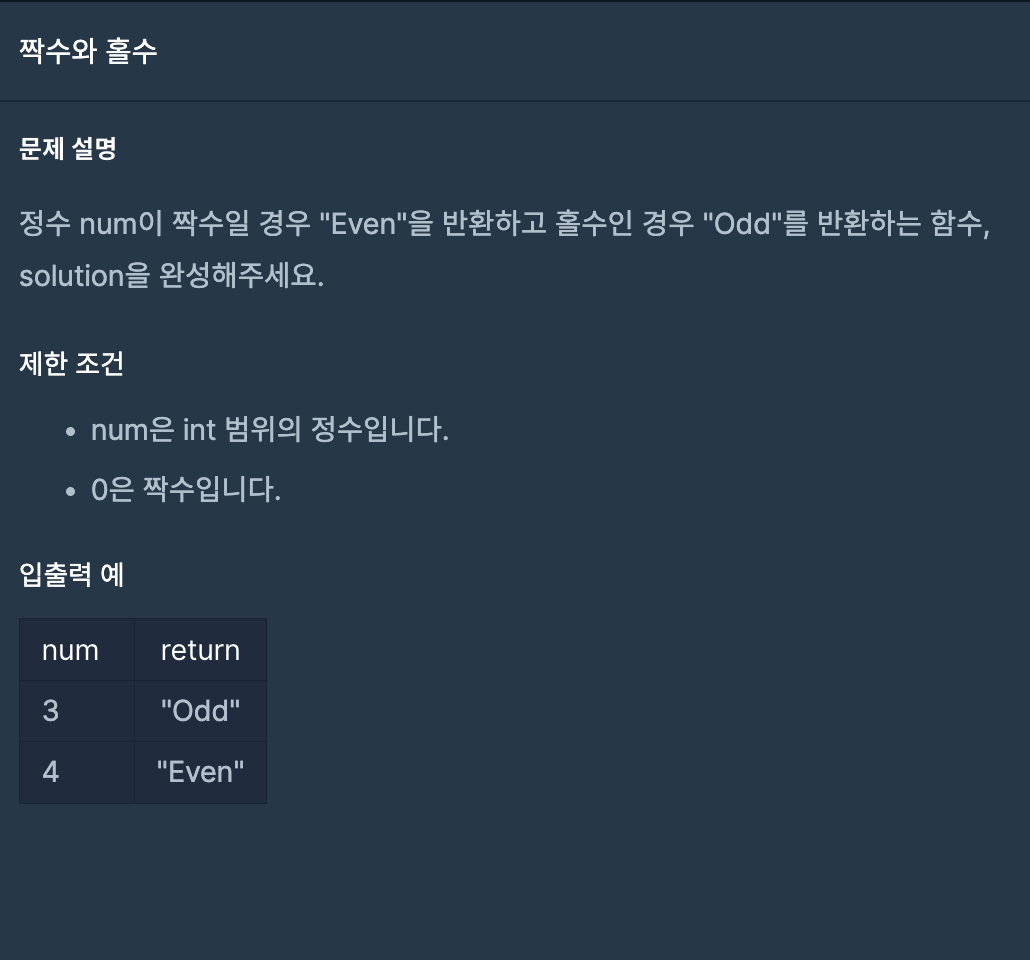 짝수와 홀수
문제 설명
정수 num이 짝수일 경우 "Even"을 반환하고 홀수인 경우 "Odd"를 반환하는 함수,
solution을 완성해주세요.
제한 조건
• num은 int 범위의 정수입니다.
• 0은 짝수입니다.
입출력 예
num return
3 "Odd"
4 "Even"